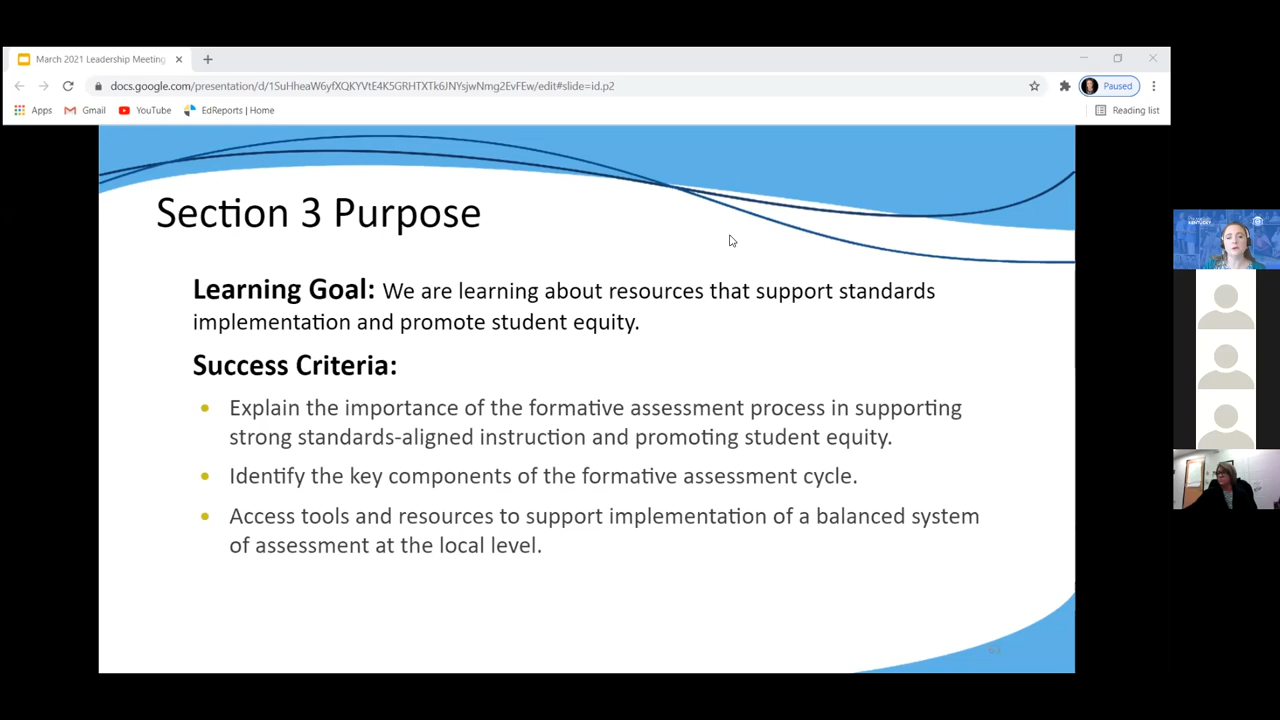 March 2021 Leadership Meeting
docs.google.com/presentation/d/1SuHheaW6yfXQKYVtE4K5GRHTXTk6JNYsjwNmg2EvFEw/edit#slide=id.p2
Paused
Apps
Gmail
YouTube
EdReports | Home
Reading list
Section 3 Purpose
Learning Goal: We are learning about resources that support standards
implementation and promote student equity.
Success Criteria:
• Explain the importance of the formative assessment process in supporting
strong standards-aligned instruction and promoting student equity.
• Identify the key components of the formative assessment cycle.
• Access tools and resources to support implementation of a balanced system
of assessment at the local level.
KENTUCKY